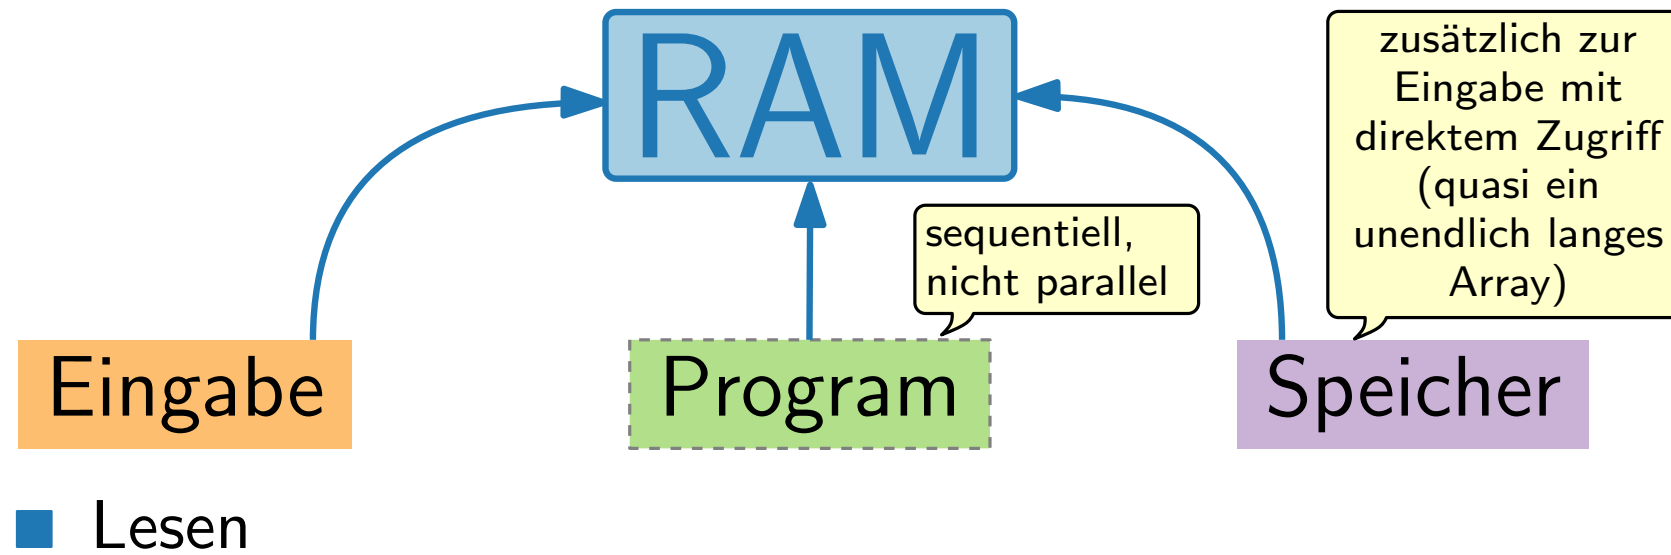 RAM
zusätzlich zur
Eingabe mit
direktem Zugriff
(quasi ein
unendlich langes
Array)
sequentiell,
nicht parallel
Eingabe
Program
Speicher
Lesen